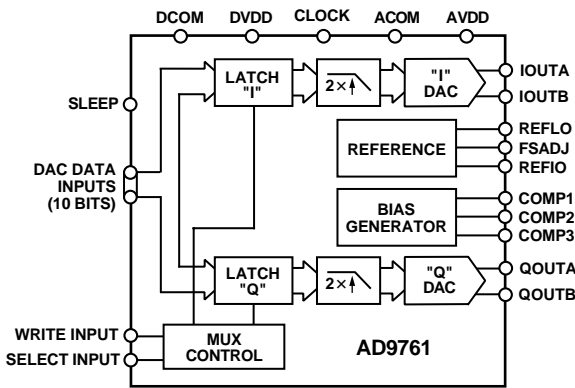 DCOM DVDD CLOCK ACOM AVDD
SLEEP
DAC DATA
INPUTS
(10 BITS)
WRITE INPUT
SELECT INPUT
LATCH
"I"
2×
"I"
DAC
IOUTA
IOUTB
REFERENCE
REFLO
FSADJ
REFIO
BIAS
GENERATOR
COMP1
COMP2
COMP3
LATCH
"Q"
2×
"Q"
DAC
QOUTA
QOUTB
MUX
CONTROL
AD9761